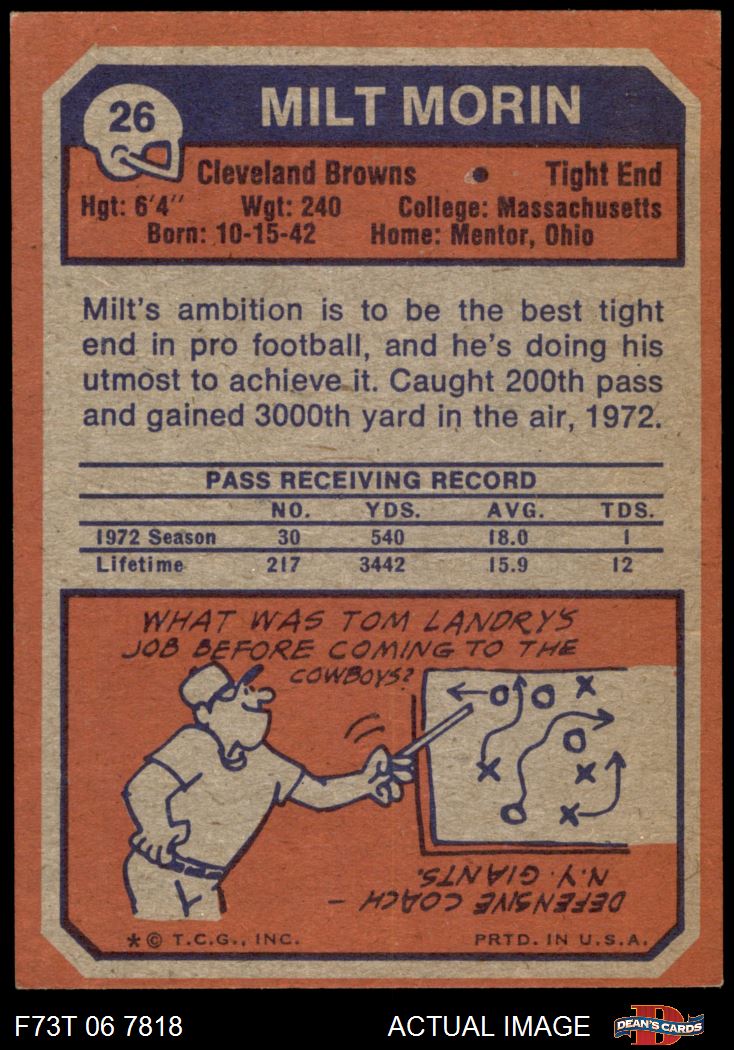 26
MILT MORIN
Cleveland Browns • Tight End
Hgt: 6'4" Wgt: 240 College: Massachusetts
Born: 10-15-42 Home: Mentor, Ohio
Milt's ambition is to be the best tight
end in pro football, and he's doing his
utmost to achieve it. Caught 200th pass
and gained 3000th yard in the air, 1972.
PASS RECEIVING RECORD
NO. YDS. AVG. TDS.
1972 Season 30 540 18.0 1
Lifetime 217 3442 15.9 12
WHAT WAS TOM LANDRY'S
JOB BEFORE COMING TO THE
COWBOYS?
DEFENSIVE COACH –
N.Y. GIANTS.
* © T.C.G., INC. PRTD. IN U.S.A.
F73T 06 7818 ACTUAL IMAGE D DEAN'S CARDS